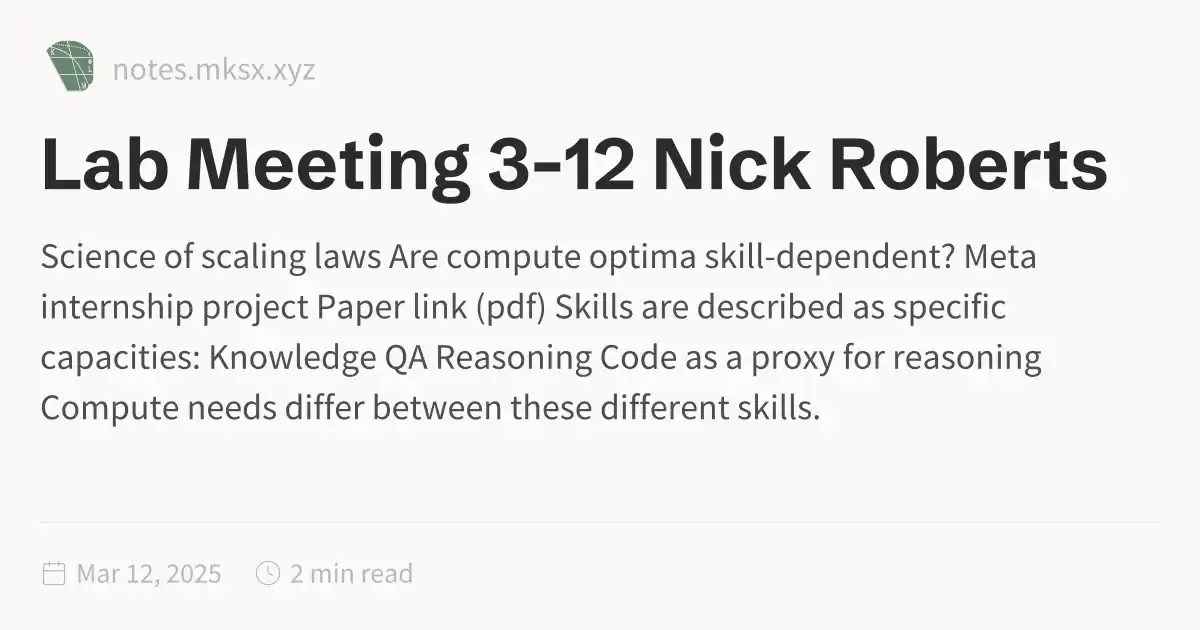 notes.mksx.xyz
Lab Meeting 3-12 Nick Roberts
Science of scaling laws Are compute optima skill-dependent? Meta
internship project Paper link (pdf) Skills are described as specific
capacities: Knowledge QA Reasoning Code as a proxy for reasoning
Compute needs differ between these different skills.
Mar 12, 2025 2 min read